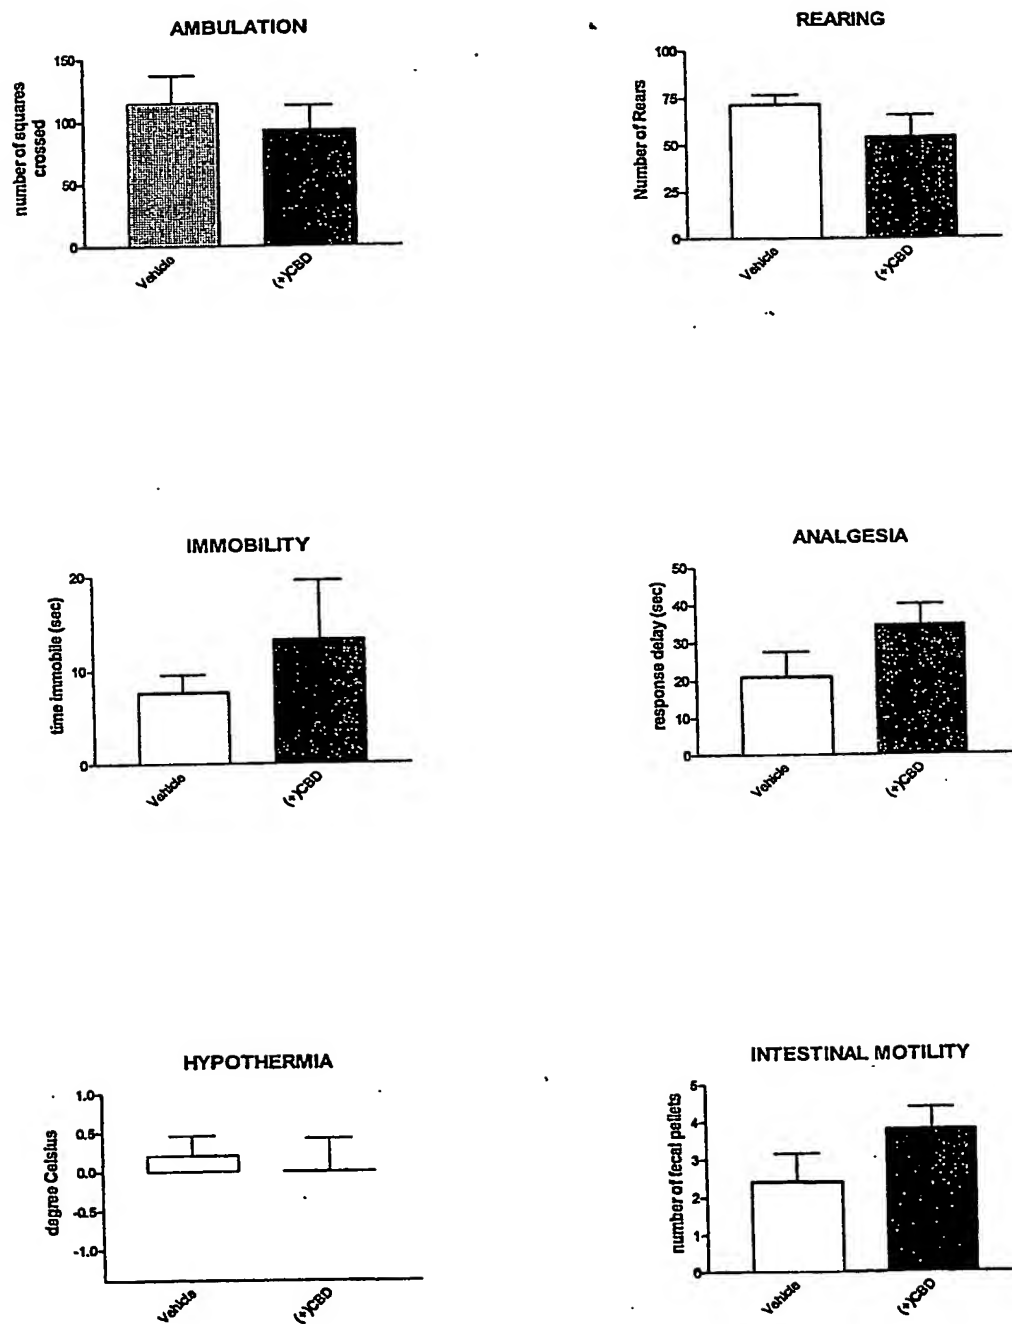 AMBULATION
number of squares
crossed
150
100
50
0
Vehicle
(+)CBD
REARING
Number of Rears
100
75
50
25
0
Vehicle
(+)CBD
IMMOBILITY
time immobile (sec)
20
10
0
Vehicle
(+)CBD
ANALGESIA
response delay (sec)
50
40
30
20
10
0
Vehicle
(+)CBD
HYPOTHERMIA
degree Celsius
1.0
0.5
0.0
-0.5
-1.0
Vehicle
(+)CBD
INTESTINAL MOTILITY
number of fecal pellets
5
4
3
2
1
0
Vehicle
(+)CBD